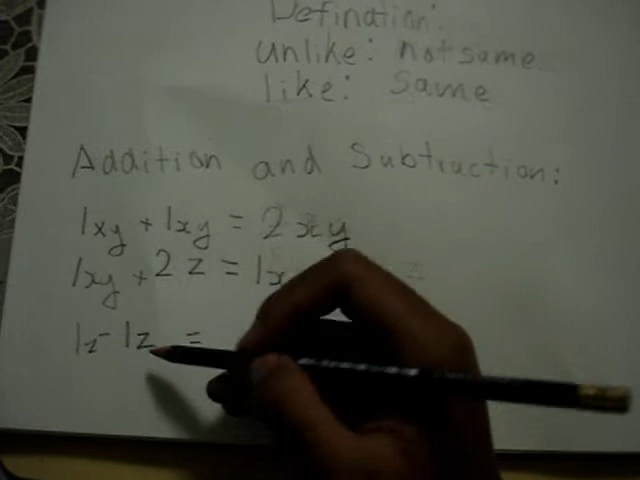 Defination:
unlike: not same
like: Same
Addition and Subtraction:
1xy + 1xy = 2xy
1xy + 2z = 1x z
1z - 1z =